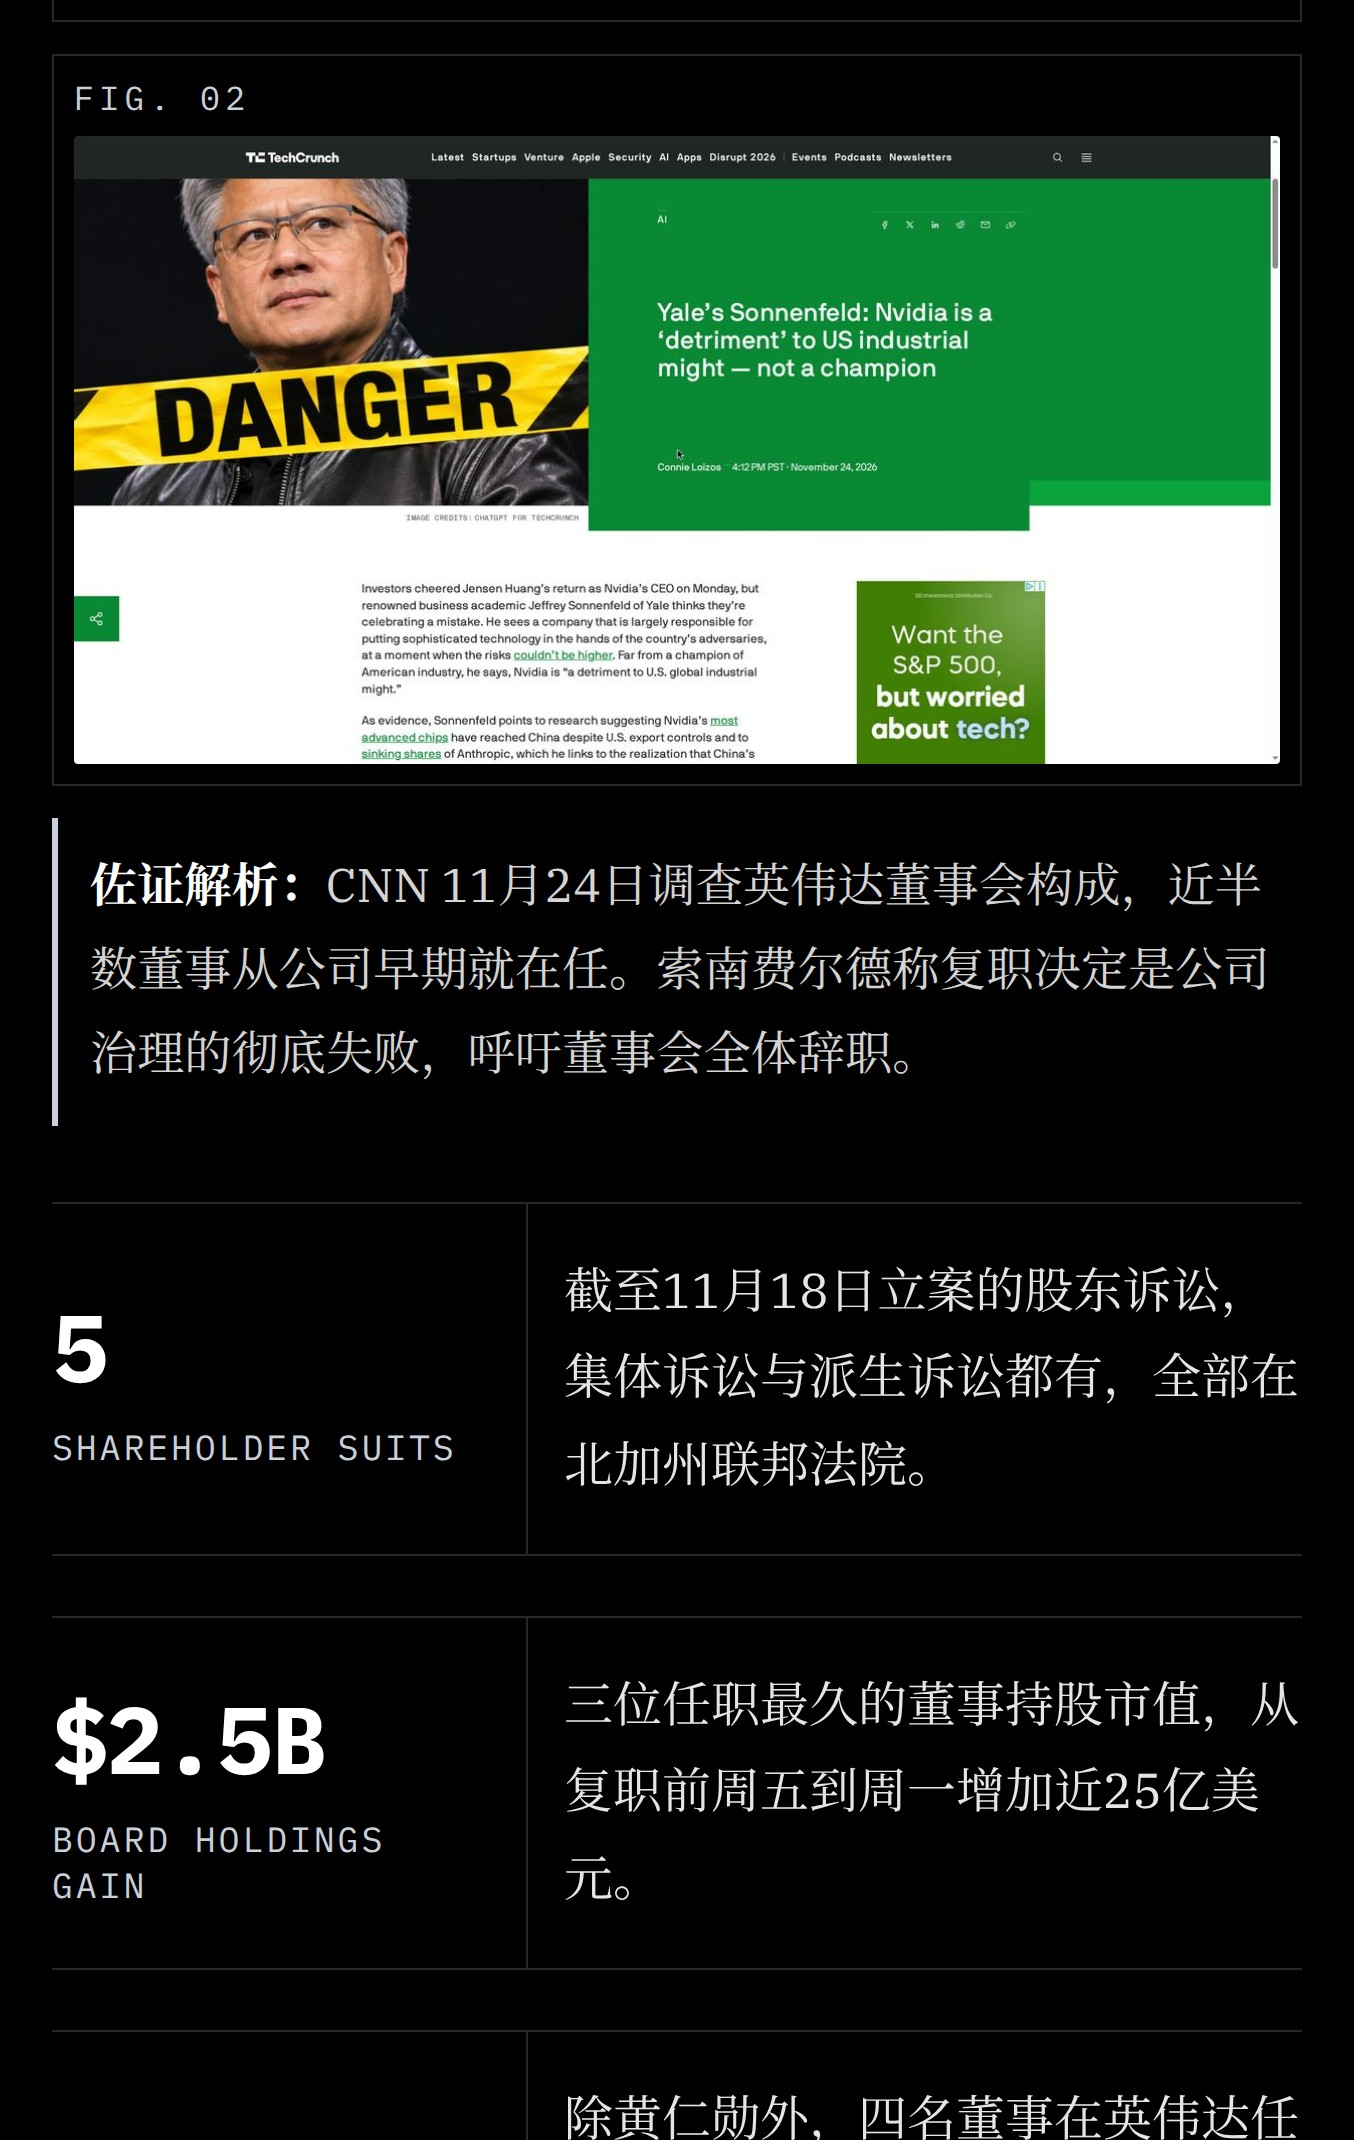 FIG. 02
TechCrunch
Latest Startups Venture Apple Security AI Apps Disrupt 2026 | Events Podcasts Newsletters
DANGER
AI
Yale’s Sonnenfeld: Nvidia is a
‘detriment’ to US industrial
might — not a champion
Connie Loizos 4:12 PM PST · November 24, 2026
IMAGE CREDITS: CHATGPT FOR TECHCRUNCH
Investors cheered Jensen Huang’s return as Nvidia’s CEO on Monday, but
renowned business academic Jeffrey Sonnenfeld of Yale thinks they’re
celebrating a mistake. He sees a company that is largely responsible for
putting sophisticated technology in the hands of the country’s adversaries,
at a moment when the risks couldn’t be higher. Far from a champion of
American industry, he says, Nvidia is “a detriment to U.S. global industrial
might.”
As evidence, Sonnenfeld points to research suggesting Nvidia’s most
advanced chips have reached China despite U.S. export controls and to
sinking shares of Anthropic, which he links to the realization that China’s
SEI Investments Distribution Co.
Want the
S&P 500,
but worried
about tech?
佐证解析：CNN 11月24日调查英伟达董事会构成，近半
数董事从公司早期就在任。索南费尔德称复职决定是公司
治理的彻底失败，呼吁董事会全体辞职。
5
SHAREHOLDER SUITS
截至11月18日立案的股东诉讼，
集体诉讼与派生诉讼都有，全部在
北加州联邦法院。
$2.5B
BOARD HOLDINGS
GAIN
三位任职最久的董事持股市值，从
复职前周五到周一增加近25亿美
元。
除黄仁勋外，四名董事在英伟达任